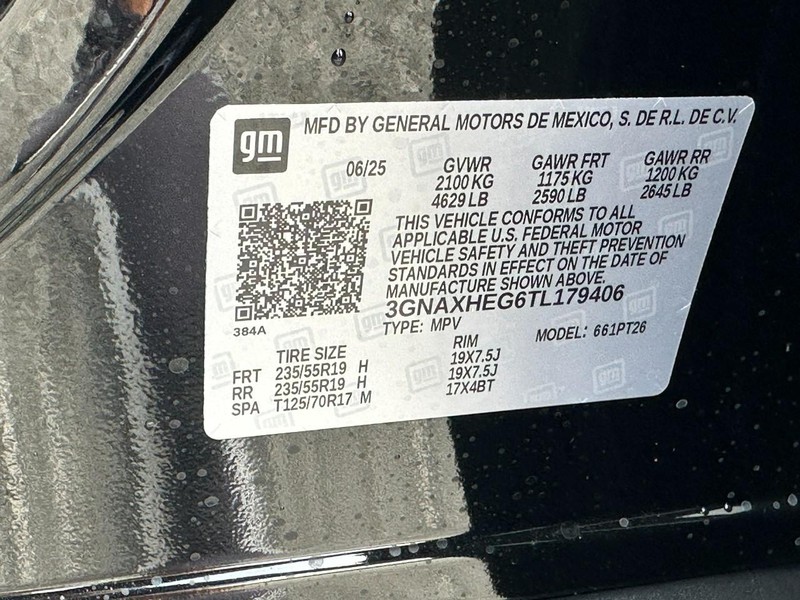 gm MFD BY GENERAL MOTORS DE MEXICO, S. DE R.L. DE C.V.
06/25 GVWR GAWR FRT GAWR RR
2100 KG 1175 KG 1200 KG
4629 LB 2590 LB 2645 LB
THIS VEHICLE CONFORMS TO ALL
APPLICABLE U.S. FEDERAL MOTOR
VEHICLE SAFETY AND THEFT PREVENTION
STANDARDS IN EFFECT ON THE DATE OF
MANUFACTURE SHOWN ABOVE.
3GNAXHEG6TL179406
384A
TYPE: MPV MODEL: 661PT26
TIRE SIZE RIM
FRT 235/55R19 H 19X7.5J
RR 235/55R19 H 19X7.5J
SPA T125/70R17 M 17X4BT